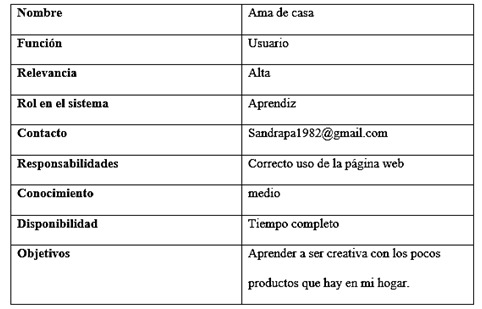 Nombre Ama de casa
Función Usuario
Relevancia Alta
Rol en el sistema Aprendiz
Contacto Sandrapa1982@gmail.com
Responsabilidades Correcto uso de la página web
Conocimiento medio
Disponibilidad Tiempo completo
Objetivos Aprender a ser creativa con los pocos
productos que hay en mi hogar.